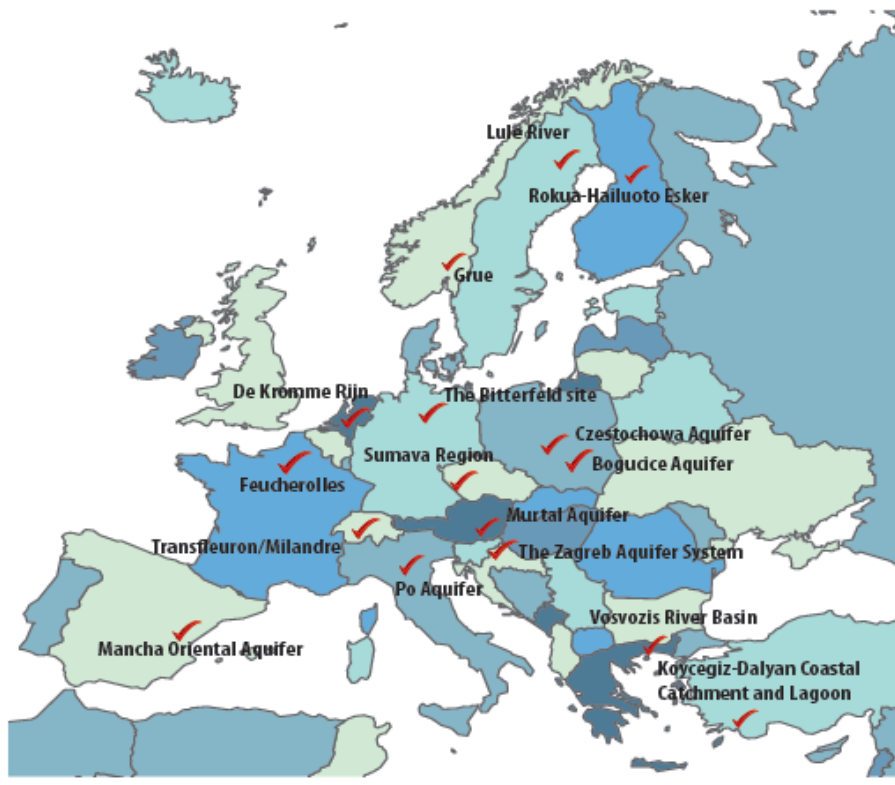 Lule River
Rokua-Hailuoto Esker
Grue
De Kromme Rijn
The Bitterfeld site
Czestochowa Aquifer
Sumava Region
Bogucice Aquifer
Feucherolles
Murtal Aquifer
Transfleuron/Milandre
The Zagreb Aquifer System
Po Aquifer
Vosvozis River Basin
Mancha Oriental Aquifer
Koycegiz-Dalyan Coastal
Catchment and Lagoon